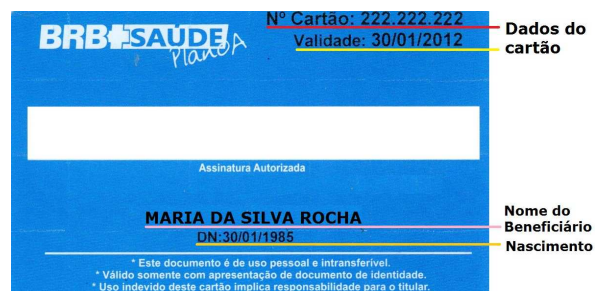 Nº Cartão: 222.222.222
BRB SAÚDE
Plano A
Validade: 30/01/2012
Dados do
cartão
Assinatura Autorizada
MARIA DA SILVA ROCHA
DN:30/01/1985
Nome do
Beneficiário
Nascimento
* Este documento é de uso pessoal e intransferivel.
* Válido somente com apresentação de documento de identidade.
* Uso indevido deste cartão implica responsabilidade para o titular.